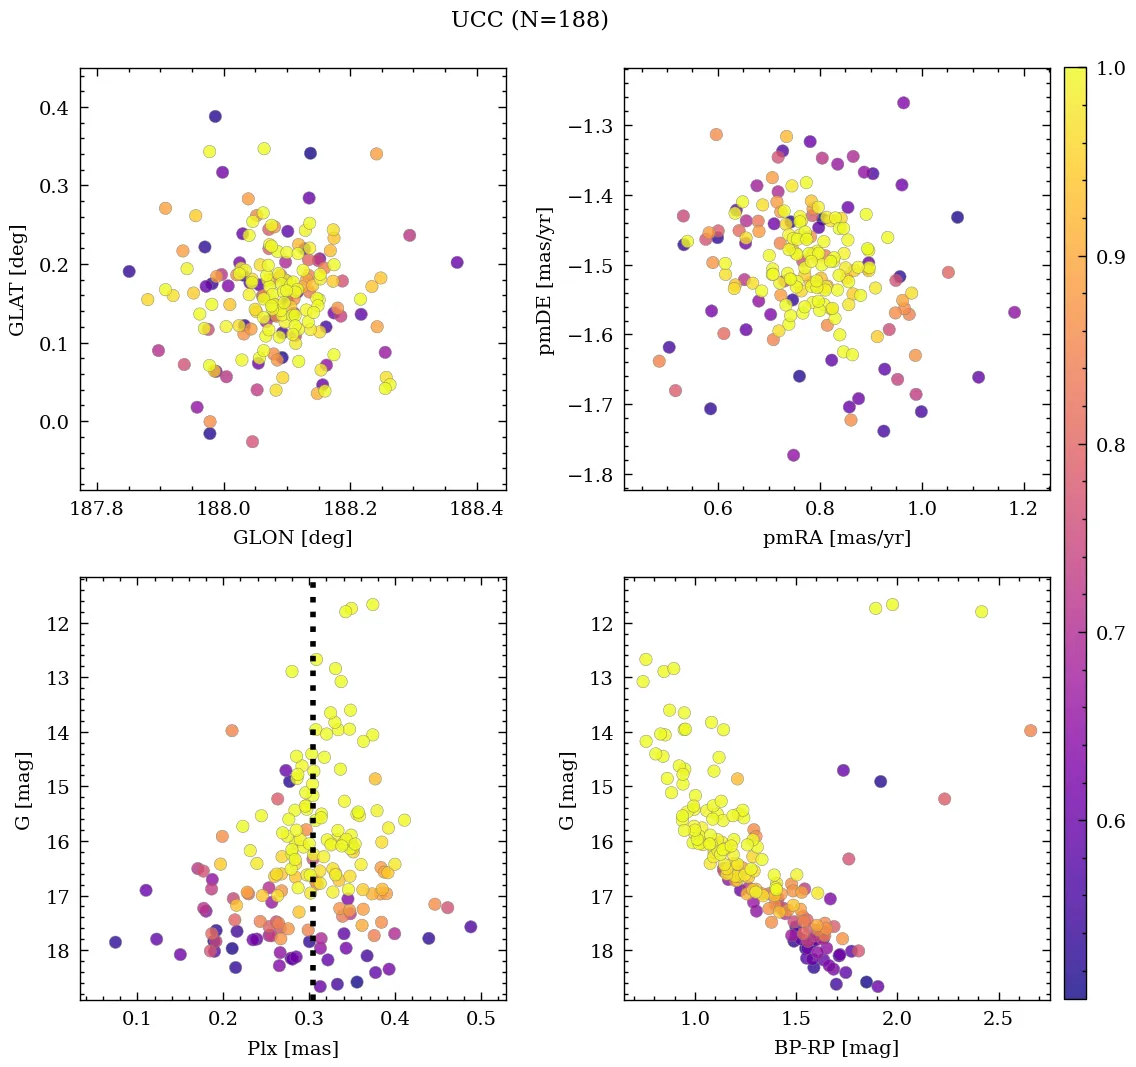 UCC (N=188)
0.4
0.3
0.2
0.1
0.0
GLAT [deg]
187.8 188.0 188.2 188.4
GLON [deg]
−1.3
−1.4
−1.5
−1.6
−1.7
−1.8
pmDE [mas/yr]
0.6 0.8 1.0 1.2
pmRA [mas/yr]
1.0
0.9
0.8
0.7
0.6
12
13
14
15
16
17
18
G [mag]
0.1 0.2 0.3 0.4 0.5
Plx [mas]
12
13
14
15
16
17
18
G [mag]
1.0 1.5 2.0 2.5
BP-RP [mag]